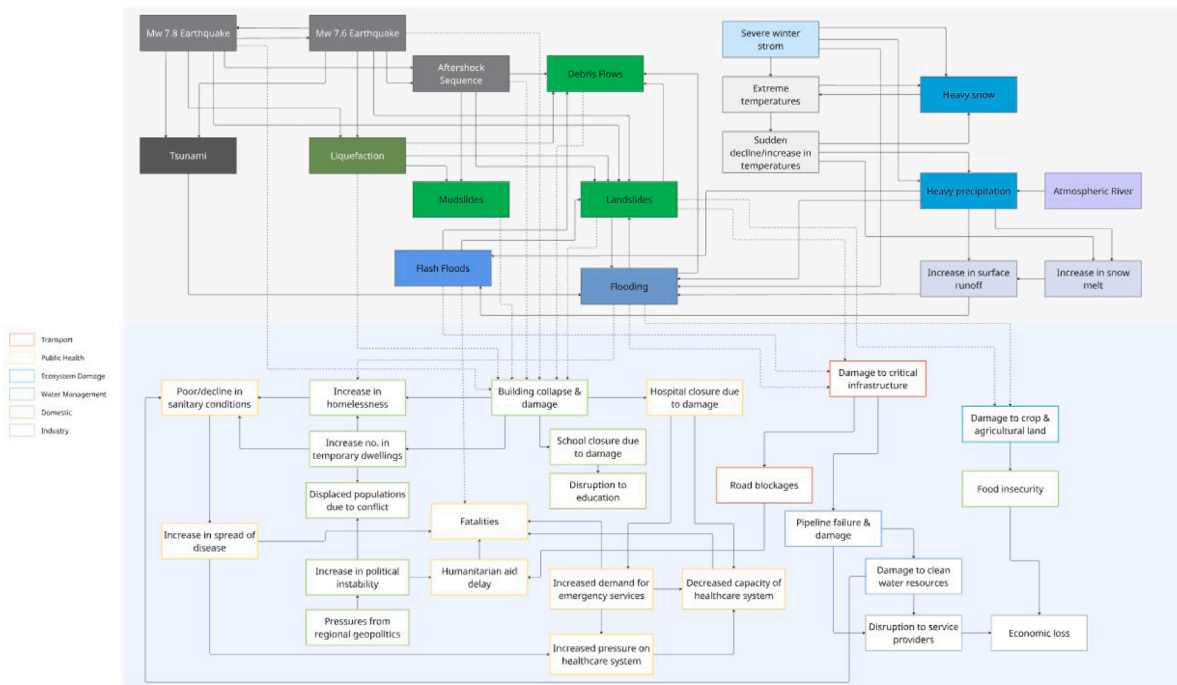 Mw 7.8 Earthquake
Mw 7.6 Earthquake
Severe winter
strom
Aftershock
Sequence
Debris Flows
Extreme
temperatures
Heavy snow
Tsunami
Liquefaction
Sudden
decline/increase in
temperatures
Mudslides
Landslides
Heavy precipitation
Atmospheric River
Flash Floods
Flooding
Increase in surface
runoff
Increase in snow
melt
Transport
Public Health
Ecosystem Damage
Water Management
Domestic
Industry
Poor/decline in
sanitary conditions
Increase in
homelessness
Building collapse &
damage
Hospital closure due
to damage
Damage to critical
infrastructure
Damage to crop &
agricultural land
Increase no. in
temporary dwellings
School closure due
to damage
Displaced populations
due to conflict
Disruption to
education
Road blockages
Food insecurity
Increase in spread of
disease
Fatalities
Pipeline failure &
damage
Increase in political
instability
Humanitarian aid
delay
Increased demand for
emergency services
Decreased capacity of
healthcare system
Damage to clean
water resources
Pressures from
regional geopolitics
Increased pressure on
healthcare system
Disruption to service
providers
Economic loss